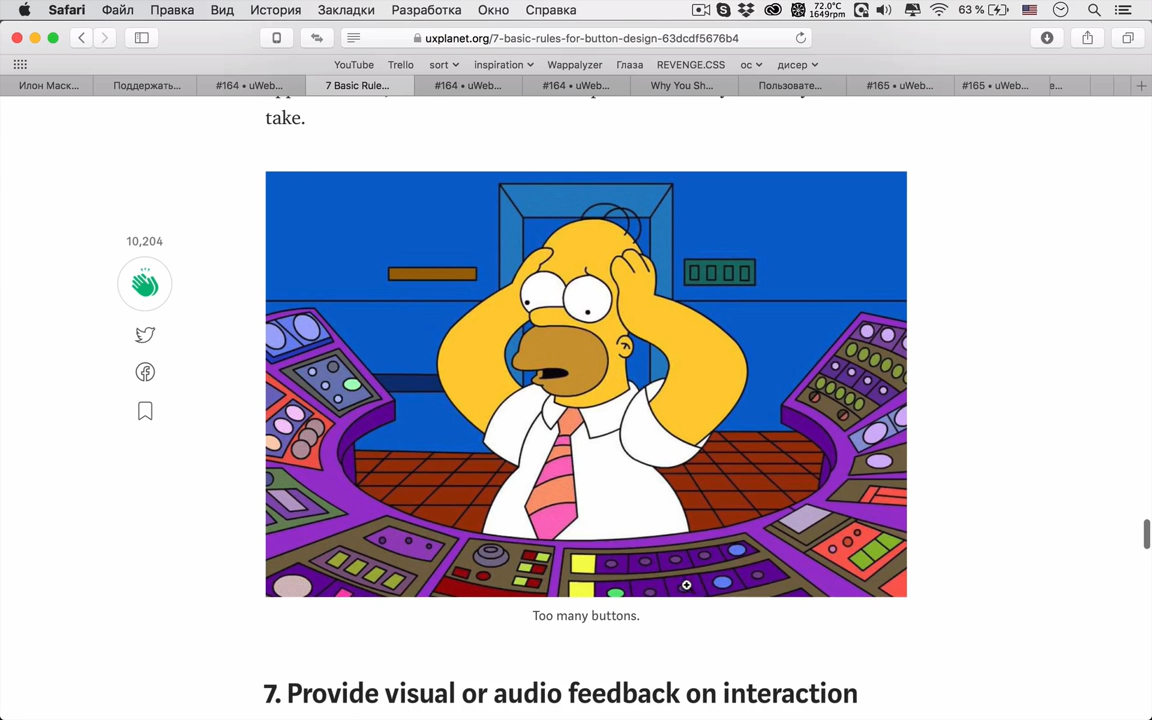 Safari Файл Правка Вид История Закладки Разработка Окно Справка 72.0°C 1649rpm 63 %
uxplanet.org/7-basic-rules-for-button-design-63dcdf5676b4
YouTube Trello sort inspiration Wappalyzer Глаза REVENGE.CSS ос дисер
Илон Маск... Поддержать... #164 • uWeb... 7 Basic Rule... #164 • uWeb... #164 • uWeb... Why You Sh... Пользовате... #165 • uWeb... #165 • uWeb... e...
take.
10,204
Too many buttons.
7. Provide visual or audio feedback on interaction